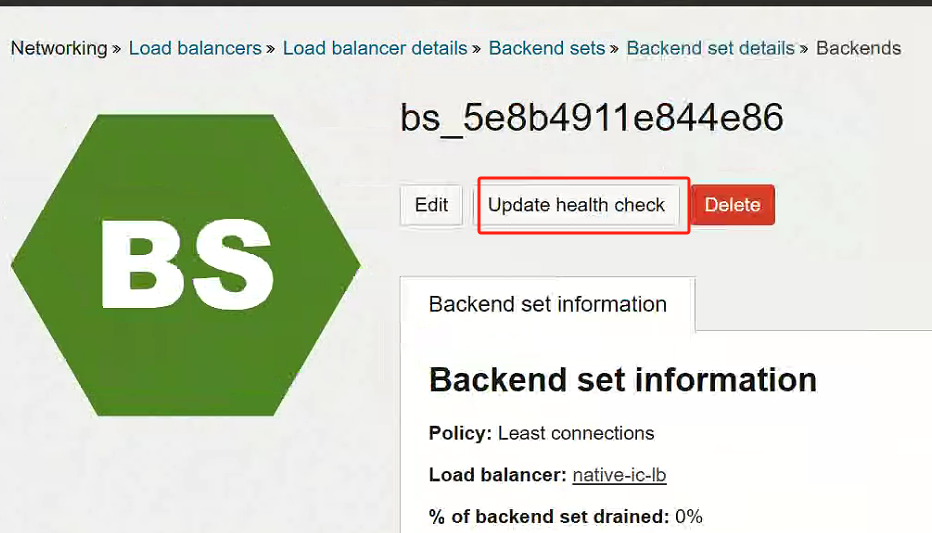 Networking » Load balancers » Load balancer details » Backend sets » Backend set details » Backends
bs_5e8b4911e844e86
Edit Update health check Delete
BS
Backend set information
Backend set information
Policy: Least connections
Load balancer: native-ic-lb
% of backend set drained: 0%